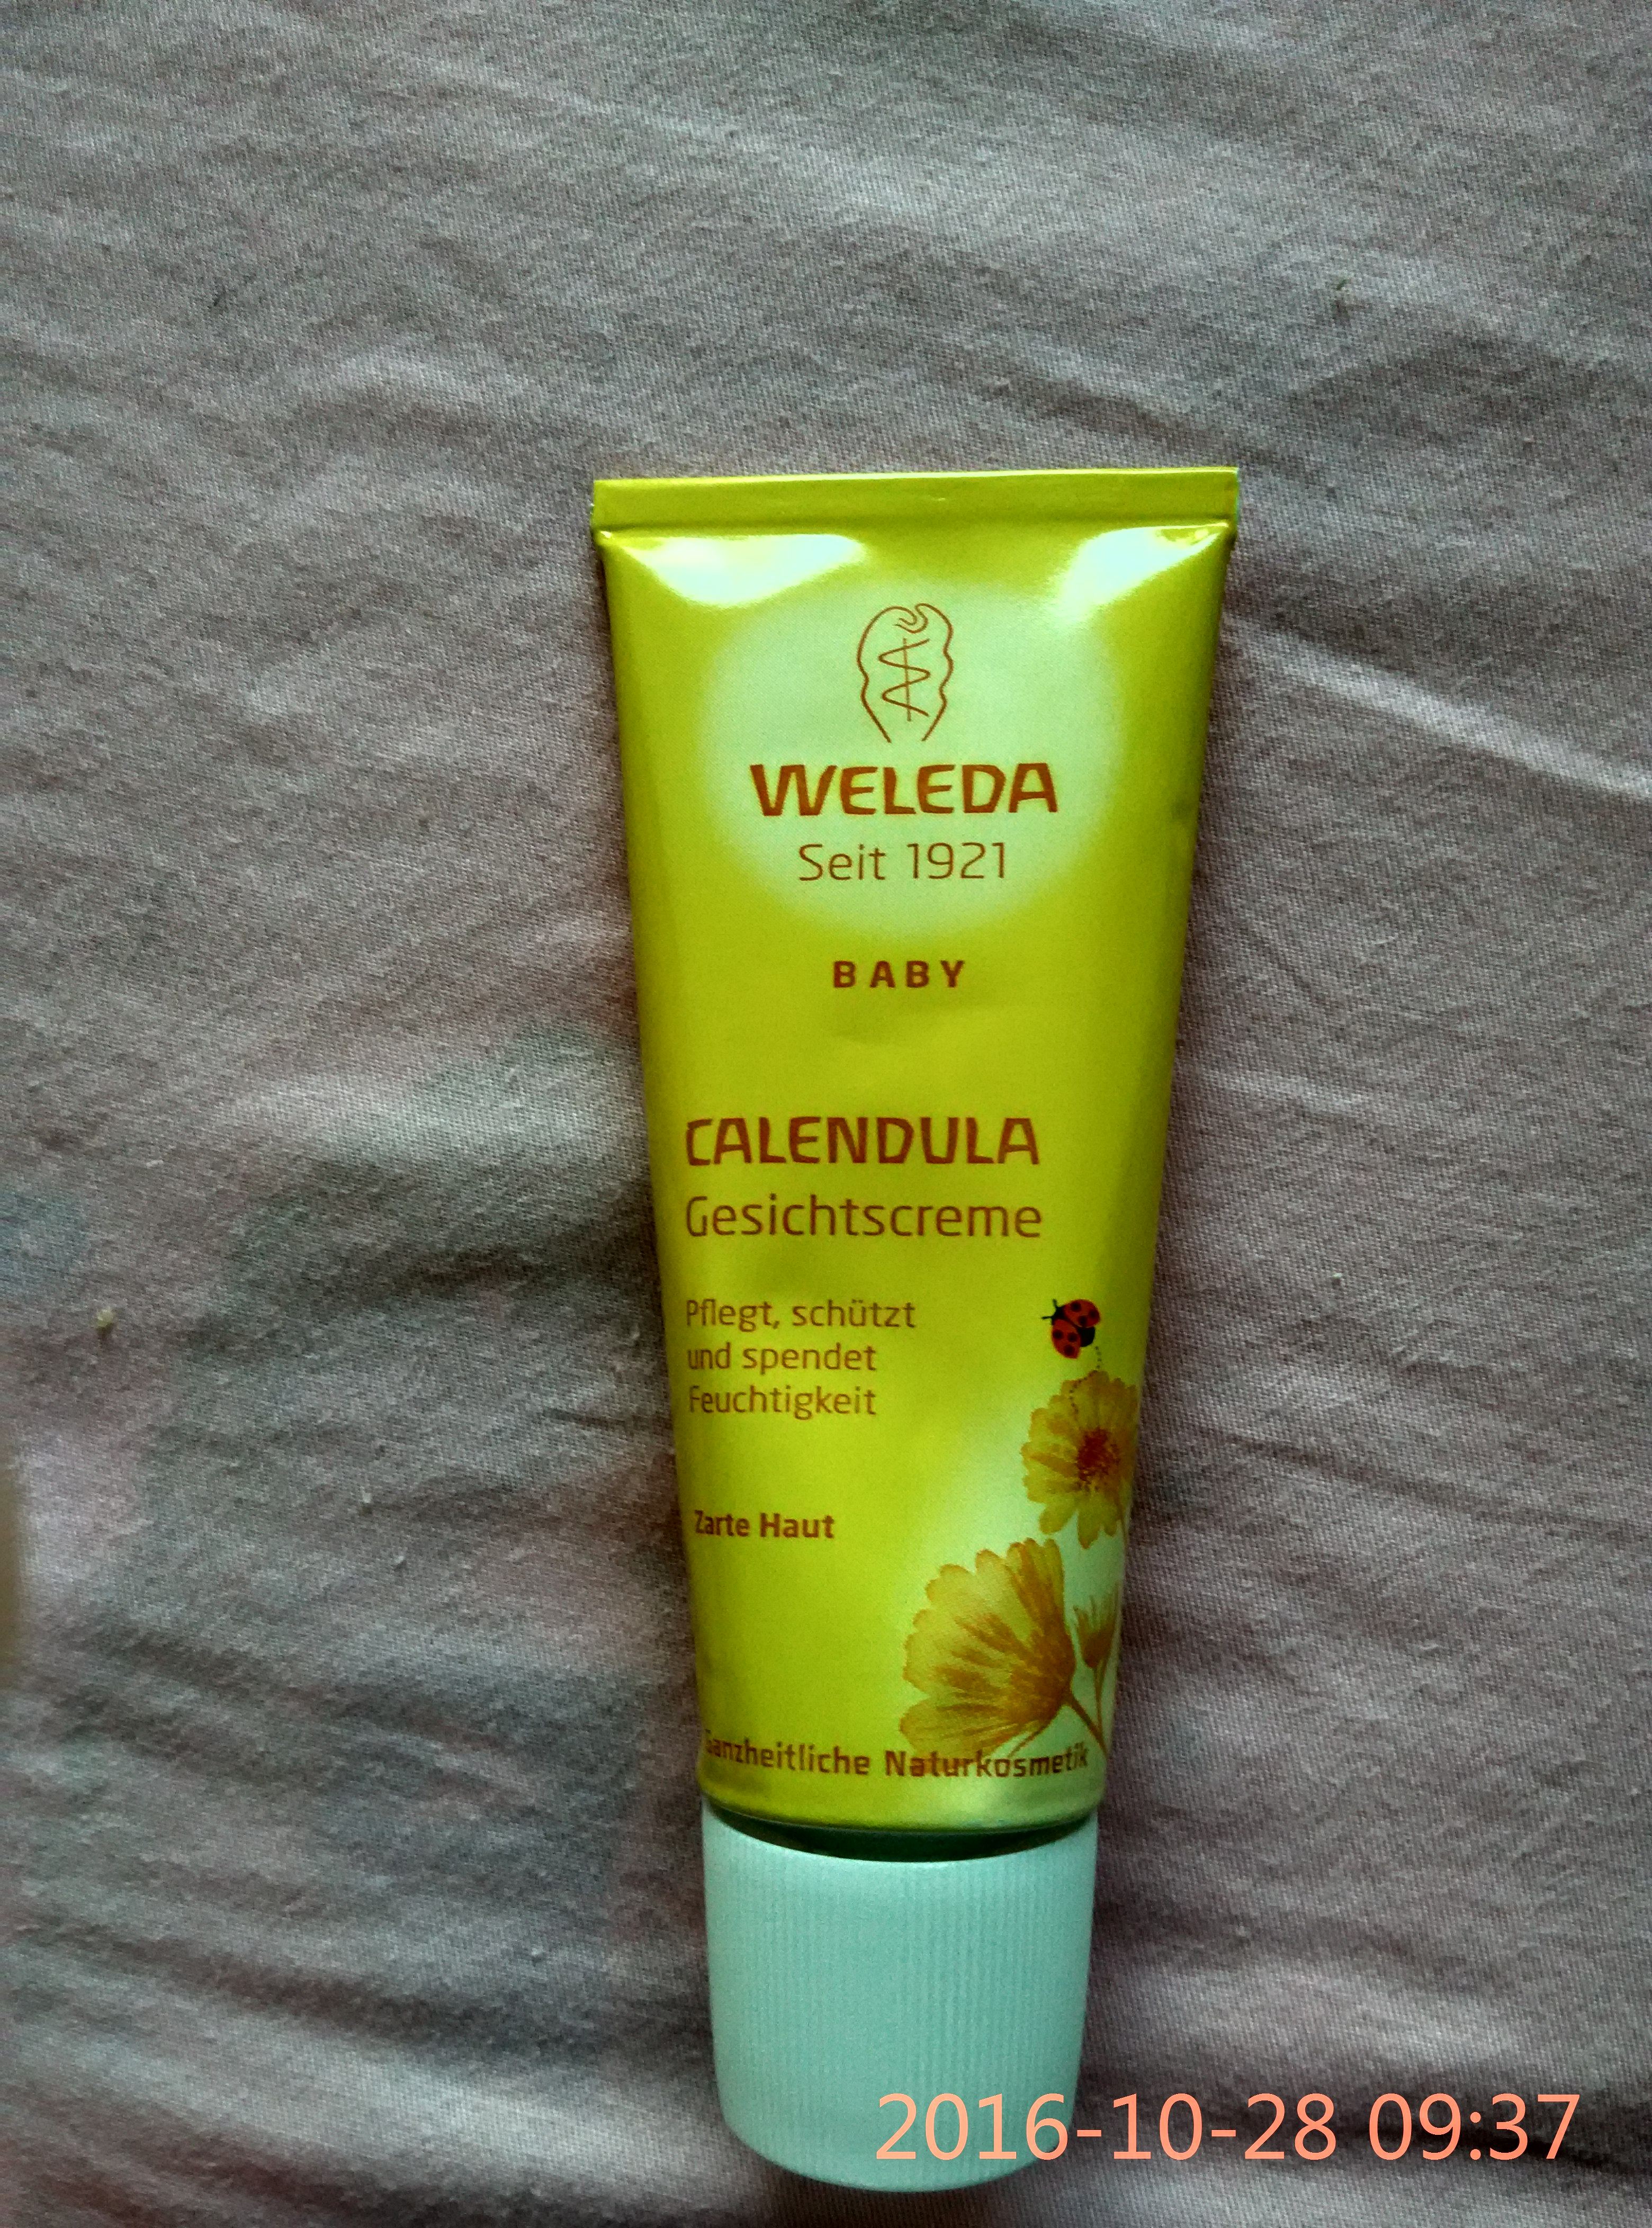 WELEDA
Seit 1921
BABY
CALENDULA
Gesichtscreme
Pflegt, schützt
und spendet
Feuchtigkeit
Zarte Haut
Ganzheitliche Naturkosmetik
2016-10-28 09:37